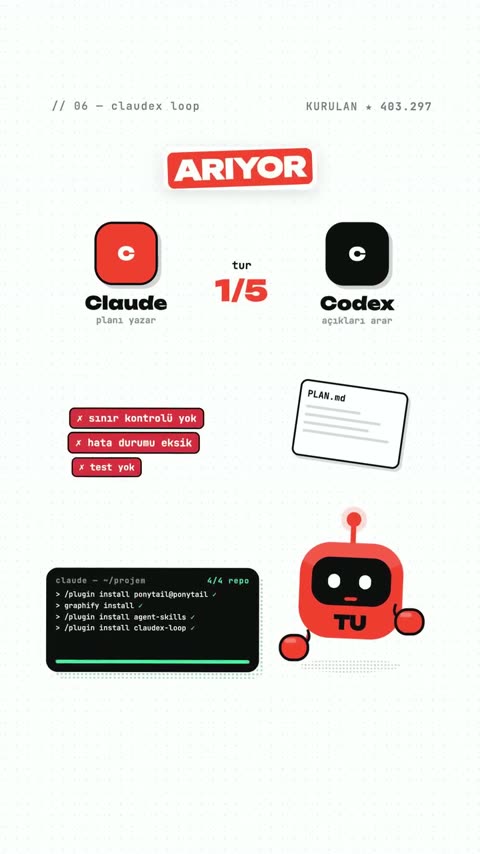 // 06 — claudex loop
KURULAN ★ 403.297
ARIYOR
C
Claude
planı yazar
tur
1/5
C
Codex
açıkları arar
✗ sınır kontrolü yok
✗ hata durumu eksik
✗ test yok
PLAN.md
claude — ~/projem
4/4 repo
> /plugin install ponytail@ponytail ✓
> graphify install ✓
> /plugin install agent-skills ✓
> /plugin install claudex-loop ✓
TU